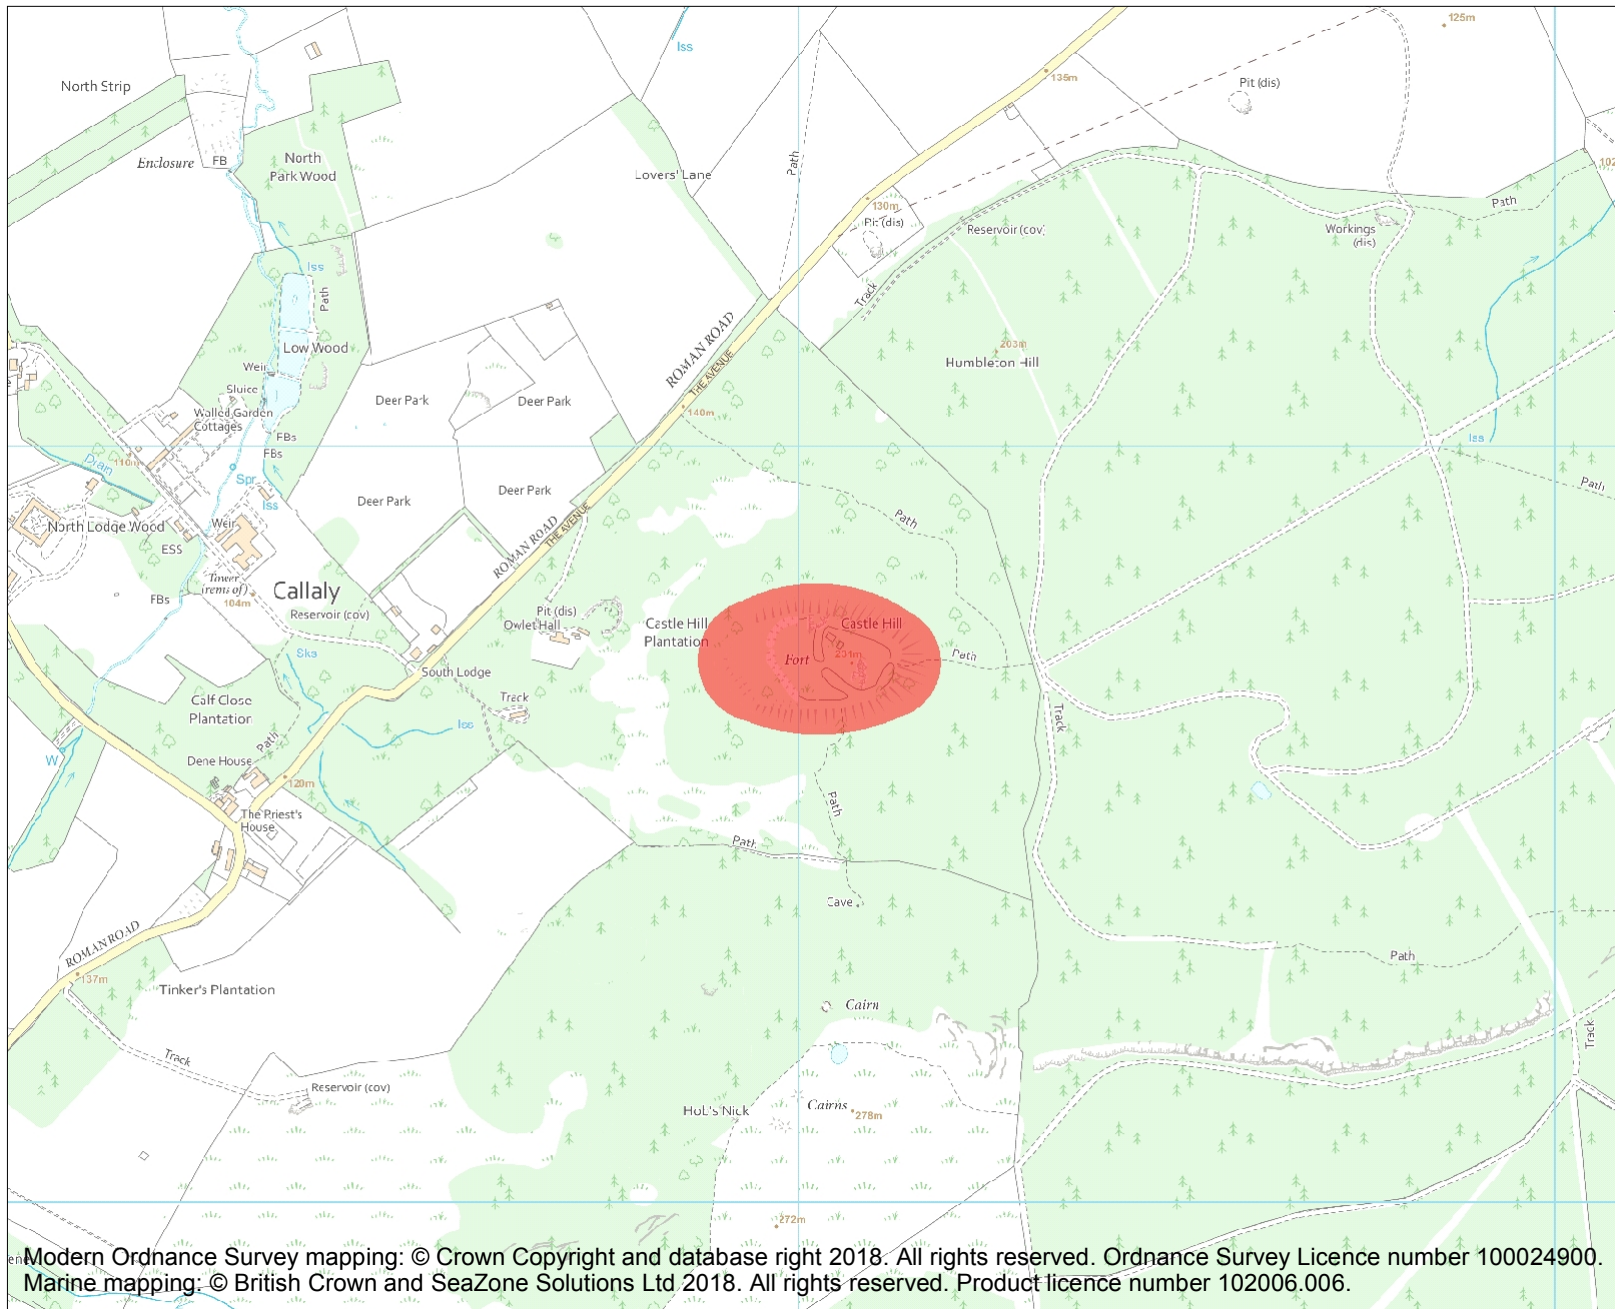 125m
Iss
135m
Pit (dis)
North Strip
Enclosure
FB
North
Park Wood
Path
Lovers' Lane
130m
Pit (dis)
Reservoir (cov)
Workings
(dis)
Path
102
Iss
Path
Track
Low Wood
ROMAN ROAD
THE AVENUE
203m
Humbleton Hill
Weir
Sluice
Deer Park
Deer Park
140m
Walled Garden
Cottages
FBs
FBs
Iss
Drain
110m
Spr
Iss
Deer Park
Deer Park
Path
Path
North Lodge Wood
Weir
ESS
ROMAN ROAD
THE AVENUE
Tower
(rems of)
104m
FBs
Callaly
Reservoir (cov)
Pit (dis)
Owlet Hall
Castle Hill
Plantation
Castle Hill
Fort
231m
Path
Sks
South Lodge
Calf Close
Plantation
Track
Iss
Track
Path
W
Dene House
120m
The Priest's
House
Path
Path
Cave
ROMAN ROAD
137m
Path
Tinker's Plantation
Cairn
Track
Track
Reservoir (cov)
Hob's Nick
Cairns
278m
272m
Modern Ordnance Survey mapping: © Crown Copyright and database right 2018. All rights reserved. Ordnance Survey Licence number 100024900.
Marine mapping: © British Crown and SeaZone Solutions Ltd 2018. All rights reserved. Product licence number 102006.006.